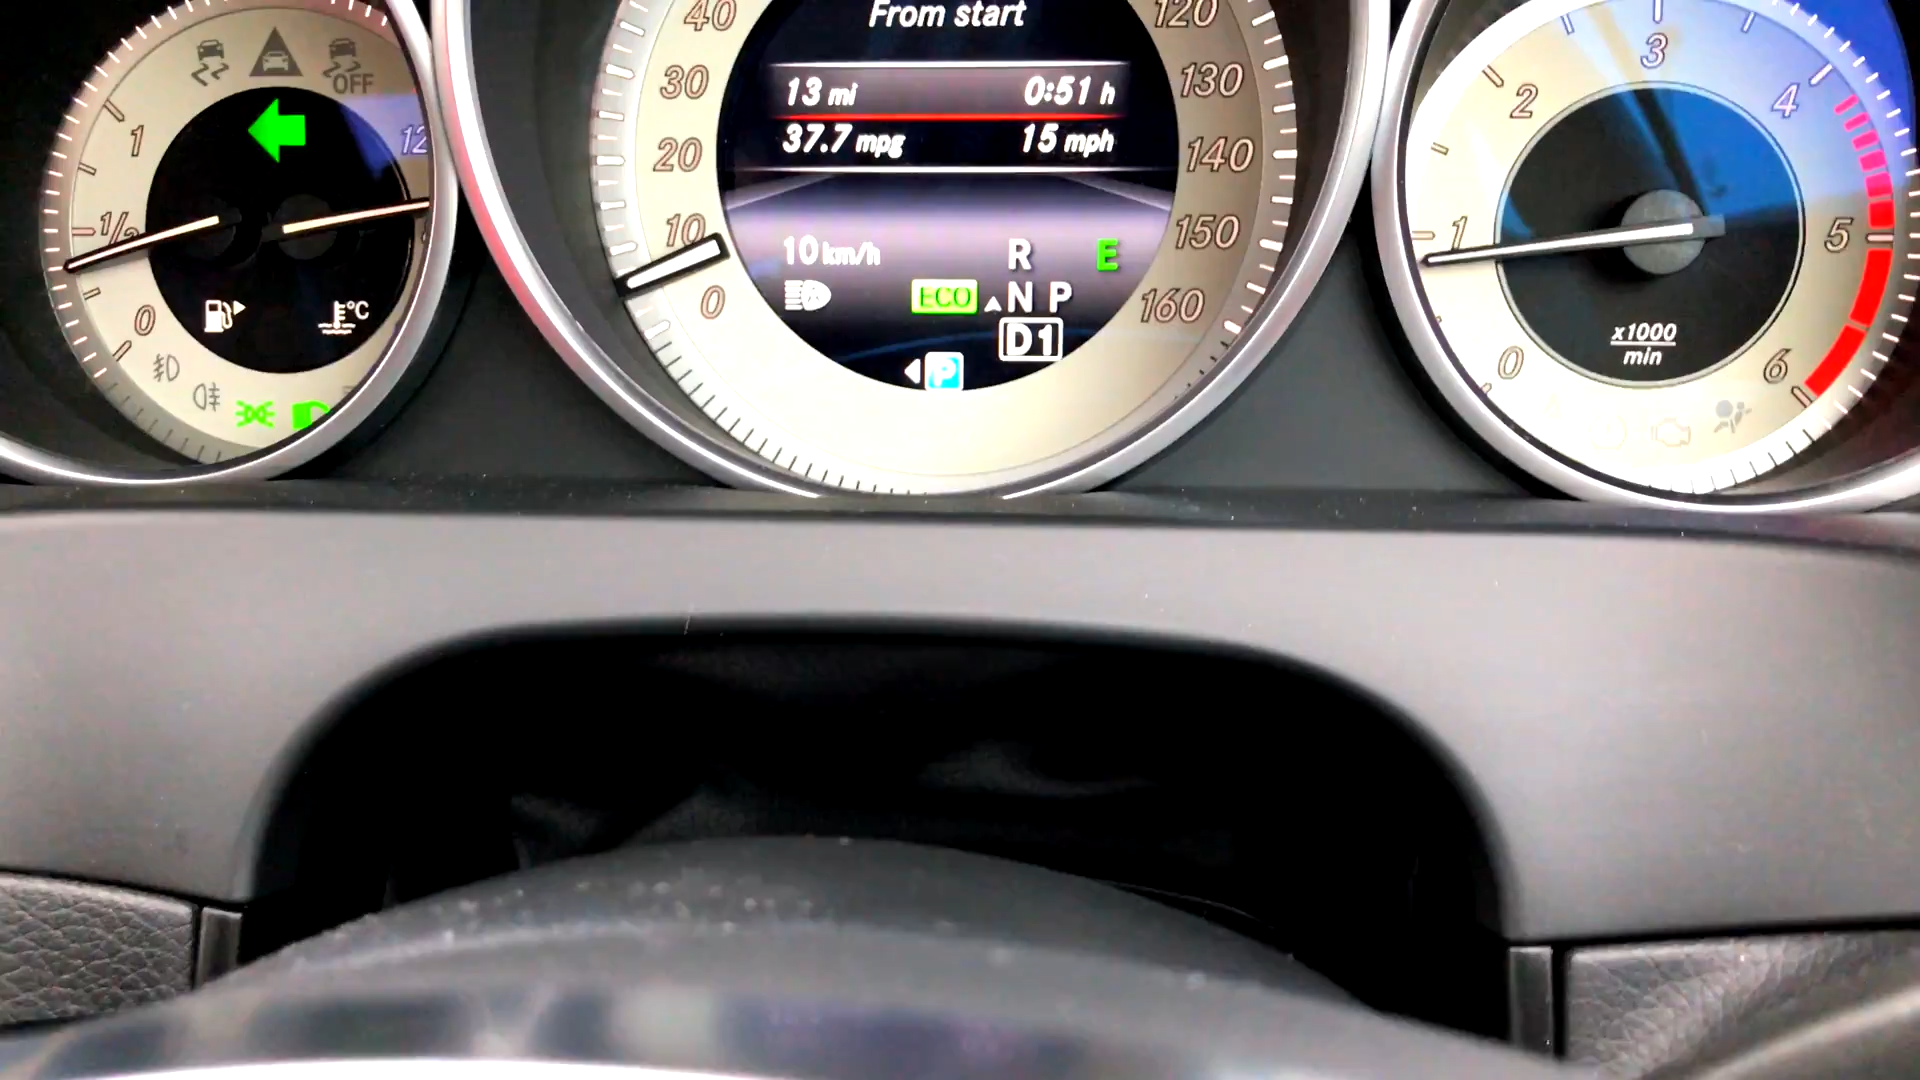 OFF
1
12
1/2
0
°C
40
30
20
10
0
From start
13 mi 0:51 h
37.7 mpg 15 mph
10 km/h R E
ECO N P
D1
P
120
130
140
150
160
0
1
2
3
4
5
6
x1000
min